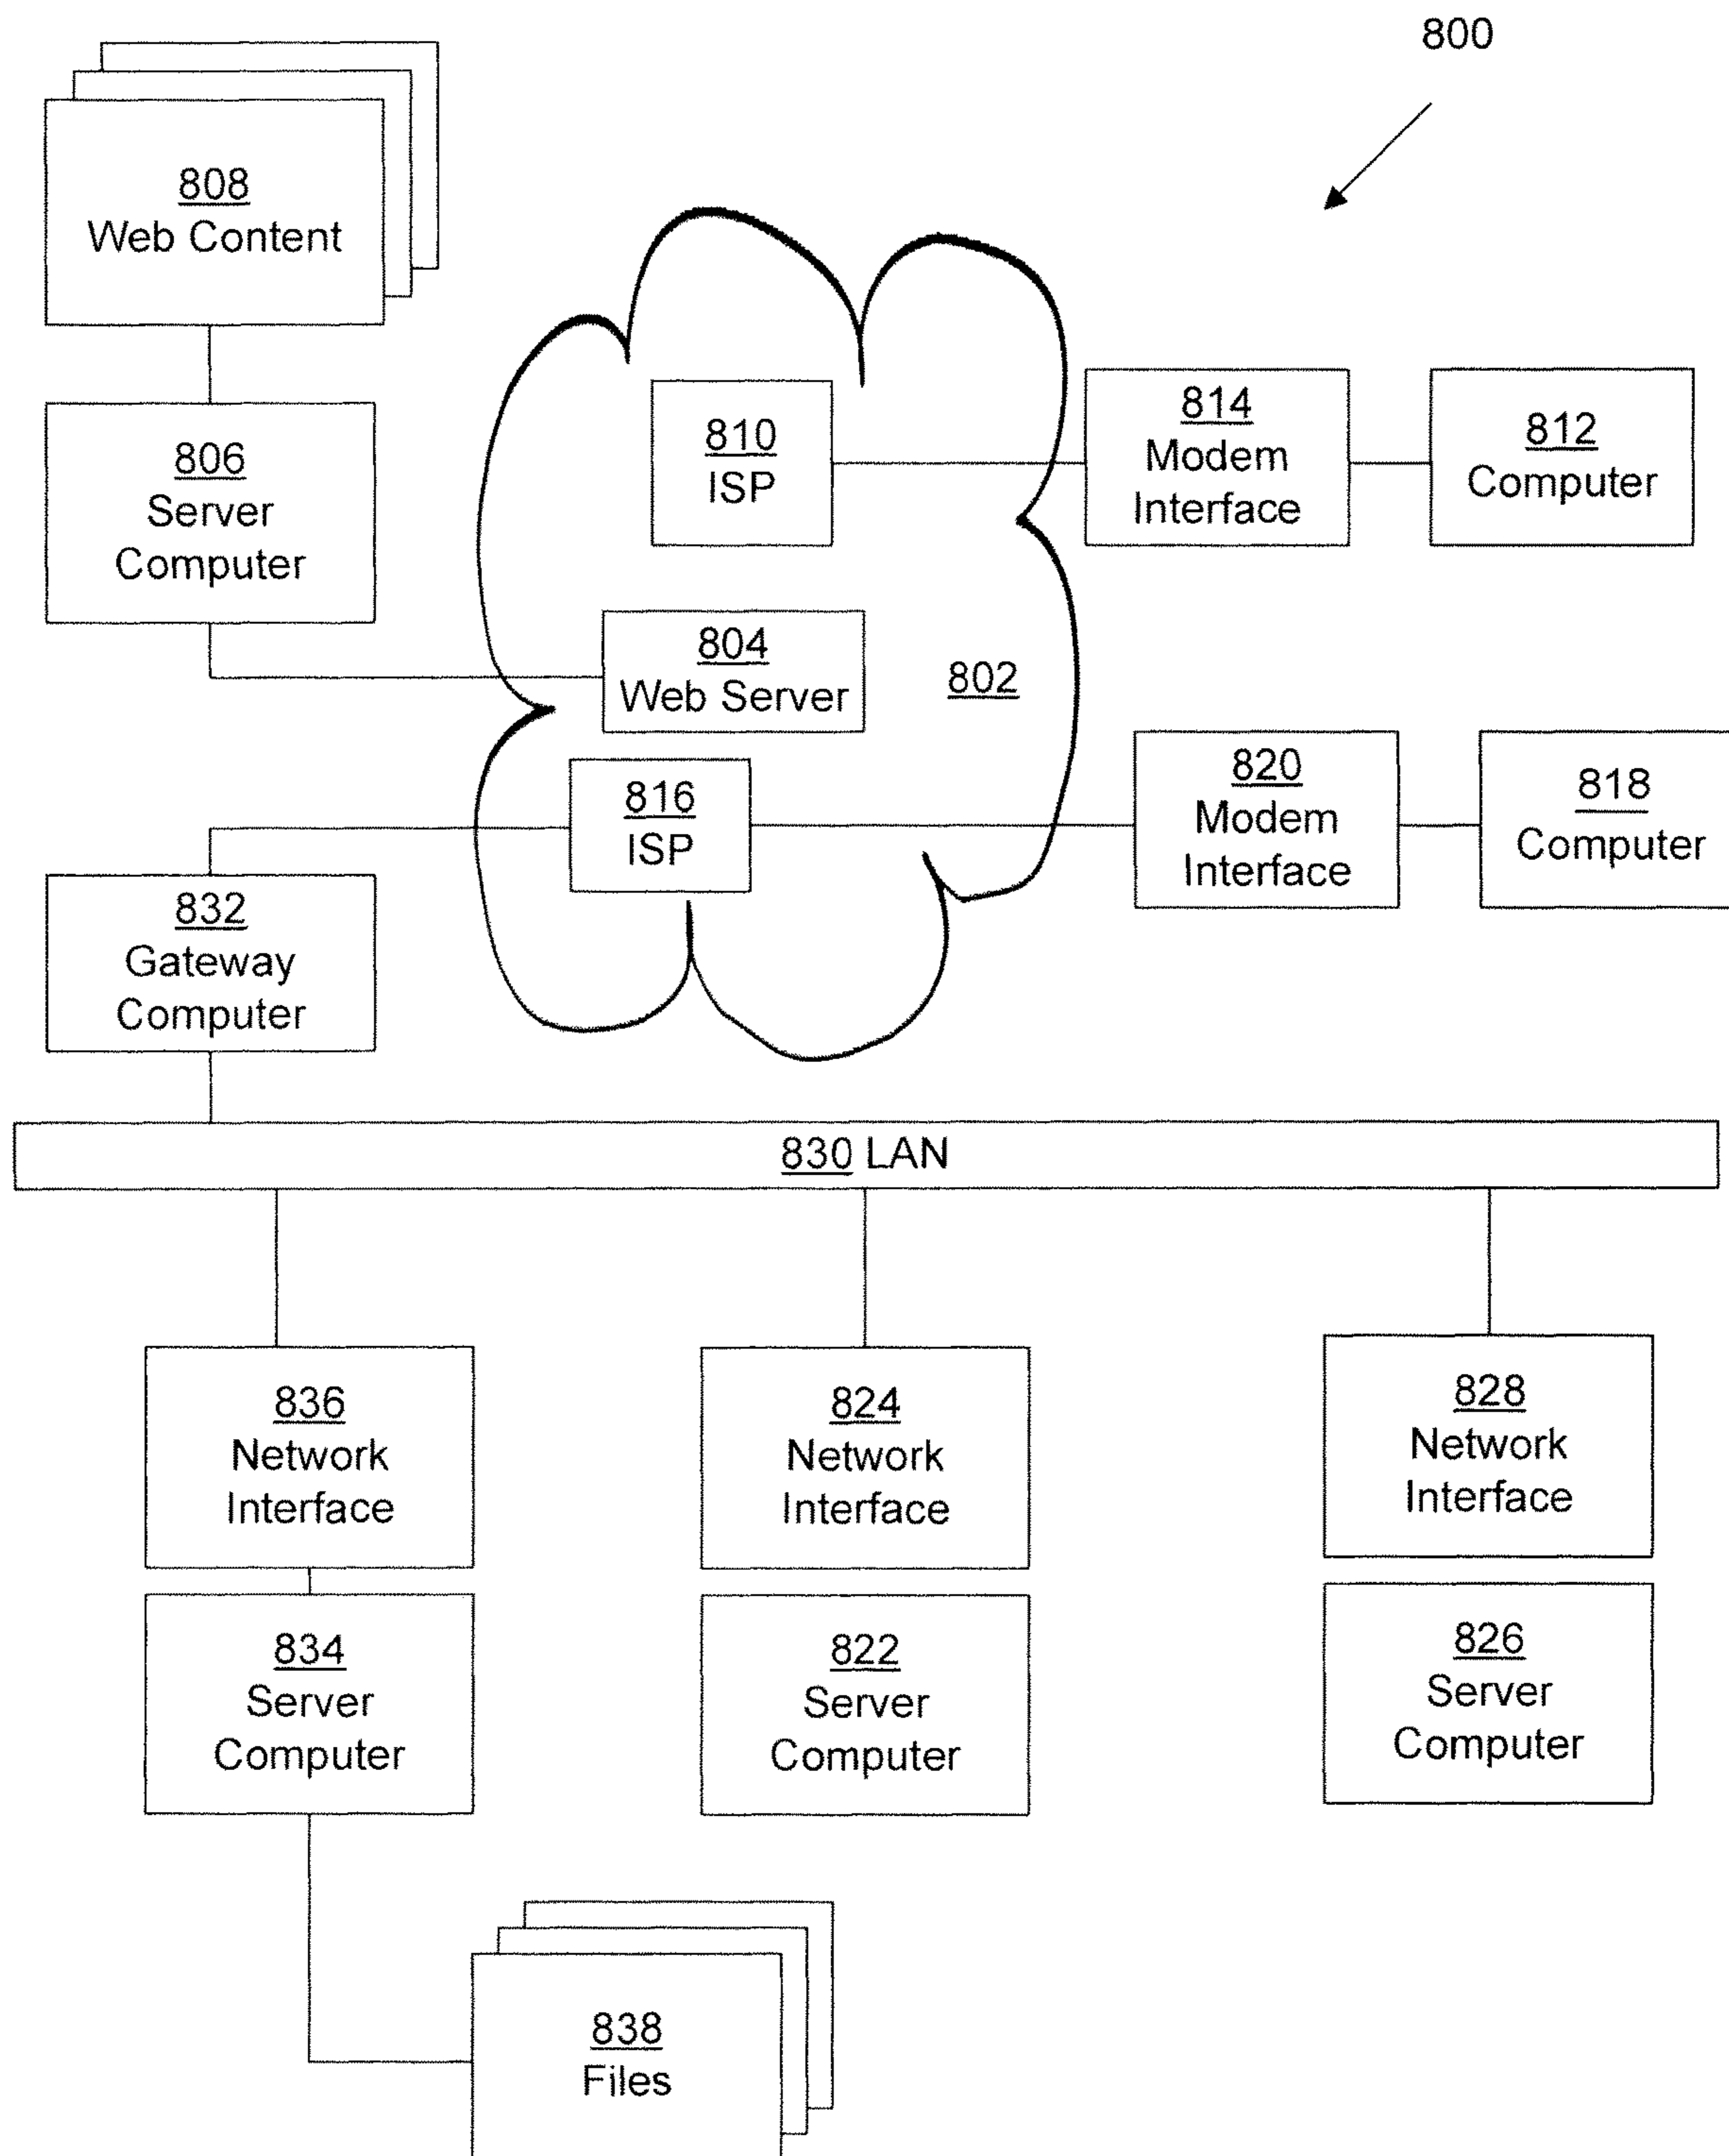 800
808
Web Content
806
Server
Computer
810
ISP
814
Modem
Interface
812
Computer
804
Web Server
802
816
ISP
820
Modem
Interface
818
Computer
832
Gateway
Computer
830 LAN
836
Network
Interface
824
Network
Interface
828
Network
Interface
834
Server
Computer
822
Server
Computer
826
Server
Computer
838
Files